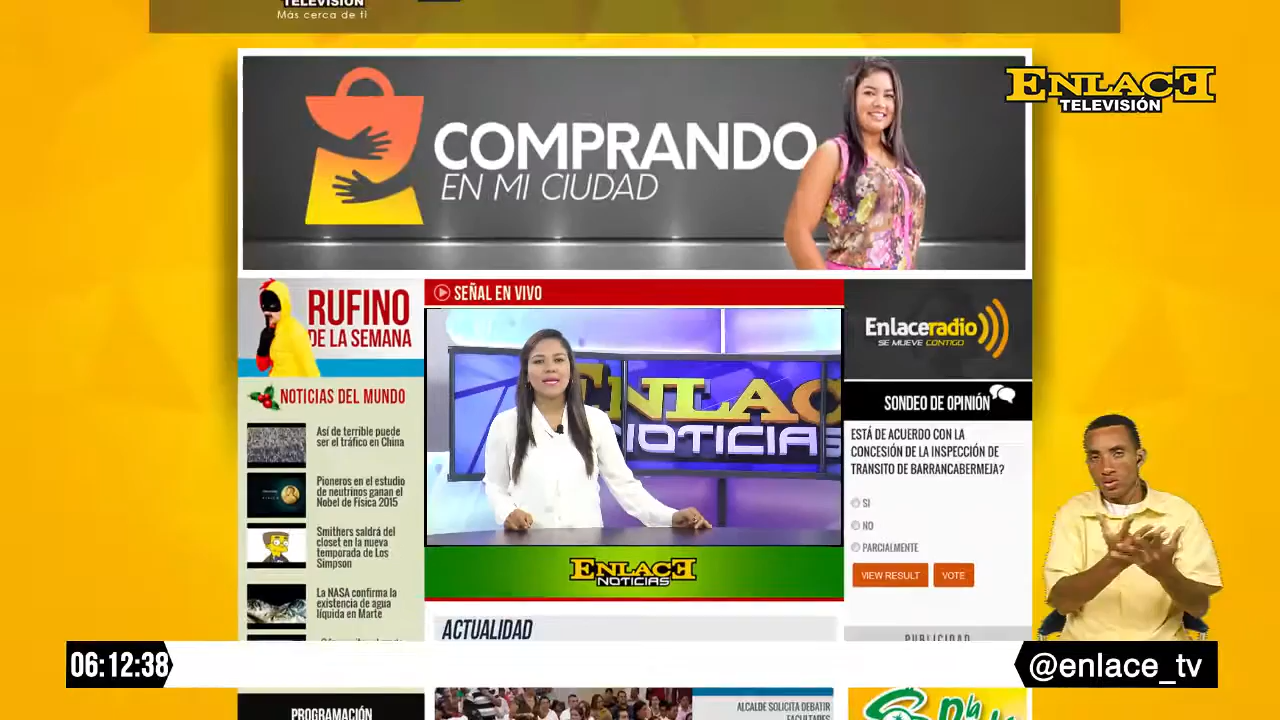 TELEVISIÓN
Más cerca de ti
ENLACE
TELEVISIÓN
COMPRANDO
EN MI CIUDAD
RUFINO
DE LA SEMANA
NOTICIAS DEL MUNDO
Así de terrible puede
ser el tráfico en China
Pioneros en el estudio
de neutrinos ganan el
Nobel de Física 2015
Smithers saldrá del
closet en la nueva
temporada de Los
Simpson
La NASA confirma la
existencia de agua
líquida en Marte
SEÑAL EN VIVO
ENLAC
NOTICIAS
ENLACE
NOTICIAS
ACTUALIDAD
Enlaceradio
SE MUEVE CONTIGO
SONDEO DE OPINIÓN
ESTÁ DE ACUERDO CON LA
CONCESIÓN DE LA INSPECCIÓN DE
TRANSITO DE BARRANCABERMEJA?
SI
NO
PARCIALMENTE
VIEW RESULT
VOTE
PUBLICIDAD
06:12:38
@enlace_tv
PROGRAMACIÓN
ALCALDE SOLICITA DEBATIR
FACULTADES